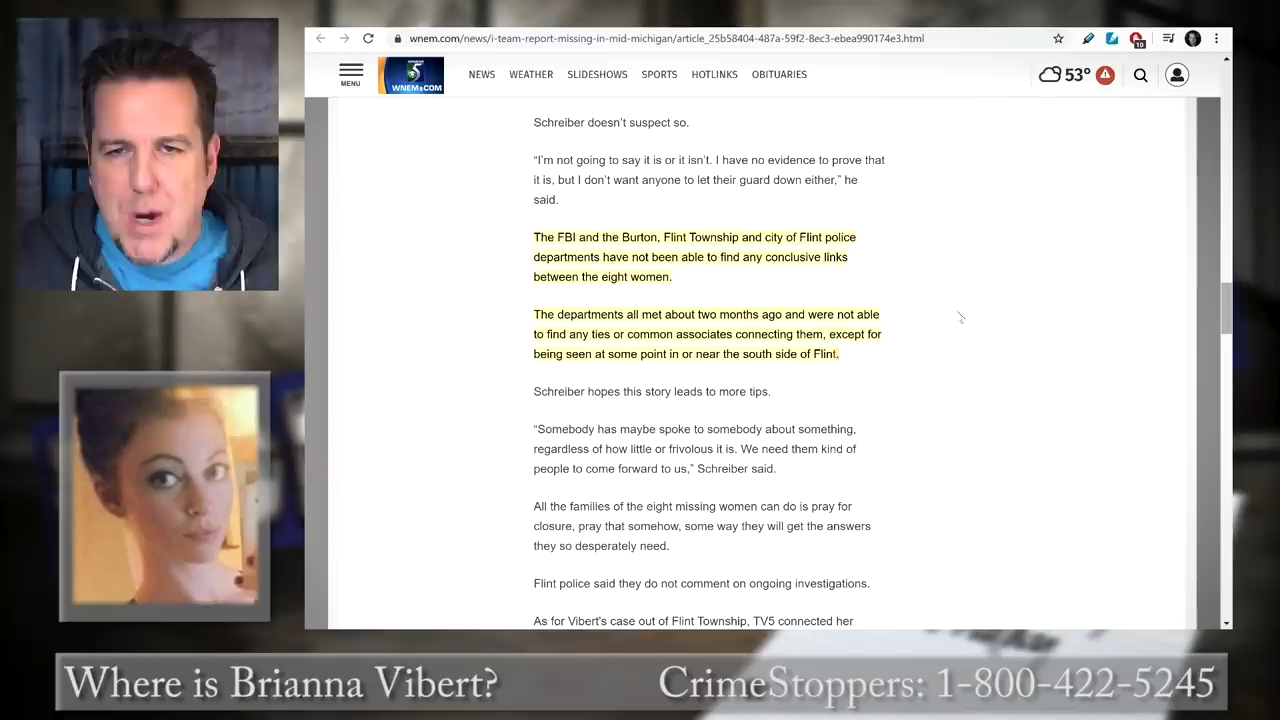 wnem.com/news/i-team-report-missing-in-mid-michigan/article_25b58404-487a-59f2-8ec3-ebea990174e3.html
10
MENU
5
WNEM.COM
NEWS WEATHER SLIDESHOWS SPORTS HOTLINKS OBITUARIES
53°
Schreiber doesn't suspect so.
“I'm not going to say it is or it isn't. I have no evidence to prove that
it is, but I don't want anyone to let their guard down either,” he
said.
The FBI and the Burton, Flint Township and city of Flint police
departments have not been able to find any conclusive links
between the eight women.
The departments all met about two months ago and were not able
to find any ties or common associates connecting them, except for
being seen at some point in or near the south side of Flint.
Schreiber hopes this story leads to more tips.
“Somebody has maybe spoke to somebody about something,
regardless of how little or frivolous it is. We need them kind of
people to come forward to us,” Schreiber said.
All the families of the eight missing women can do is pray for
closure, pray that somehow, some way they will get the answers
they so desperately need.
Flint police said they do not comment on ongoing investigations.
As for Vibert's case out of Flint Township, TV5 connected her
Where is Brianna Vibert? CrimeStoppers: 1-800-422-5245